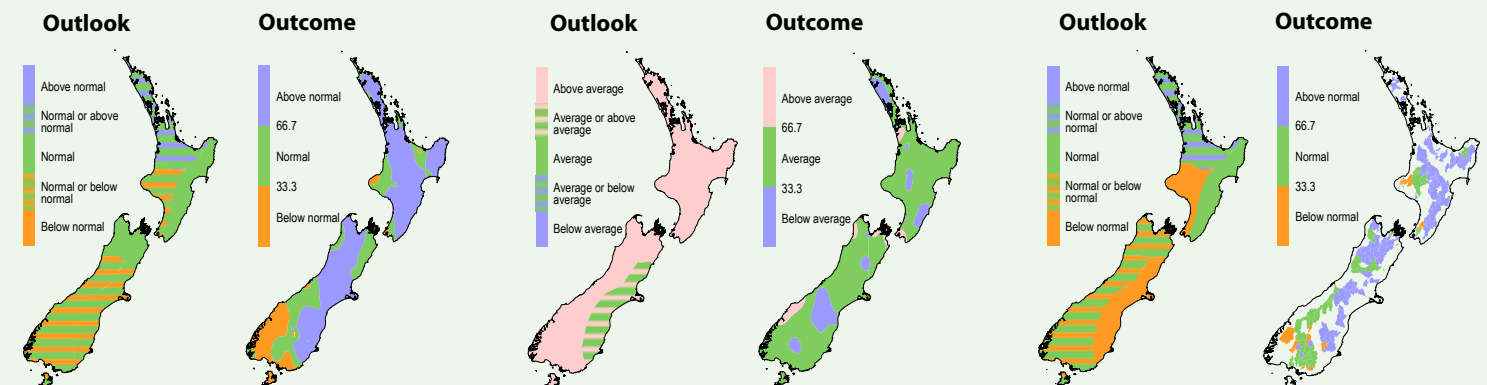 Outlook
Above normal
Normal or above
normal
Normal
Normal or below
normal
Below normal
Outcome
Above normal
66.7
Normal
33.3
Below normal
Outlook
Above average
Average or above
average
Average
Average or below
average
Below average
Outcome
Above average
66.7
Average
33.3
Below average
Outlook
Above normal
Normal or above
normal
Normal
Normal or below
normal
Below normal
Outcome
Above normal
66.7
Normal
33.3
Below normal